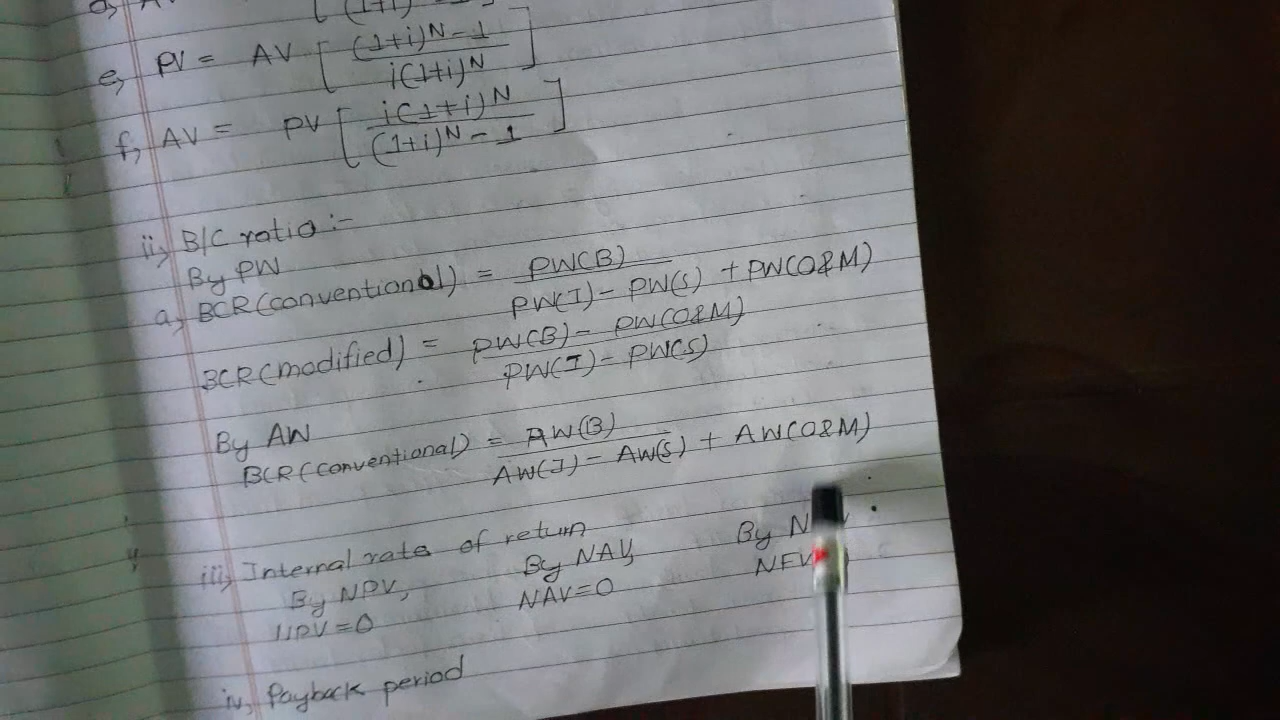 e, PV = AV [ (1+i)^N - 1 / i(1+i)^N ]
f, AV = PV [ i(1+i)^N / (1+i)^N - 1 ]
ii, B/C ratio :-
By PW
a, BCR (conventional) = PW(B) / PW(I) - PW(S) + PW(O&M)
BCR (modified) = PW(B) - PW(O&M) / PW(I) - PW(S)
By AW
BCR (conventional) = AW(B) / AW(I) - AW(S) + AW(O&M)
iii, Internal rate of return
By NPV, By NAV, By
NPV = 0 NAV = 0
iv, Payback period